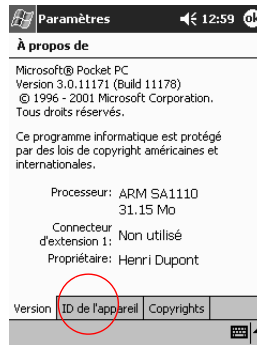 Paramètres 12:59 ok
À propos de
Microsoft® Pocket PC
Version 3.0.11171 (Build 11178)
© 1996 - 2001 Microsoft Corporation.
Tous droits réservés.
Ce programme informatique est protégé
par des lois de copyright américaines et
internationales.
Processeur: ARM SA1110
31.15 Mo
Connecteur
d'extension 1: Non utilisé
Propriétaire: Henri Dupont
Version ID de l'appareil Copyrights